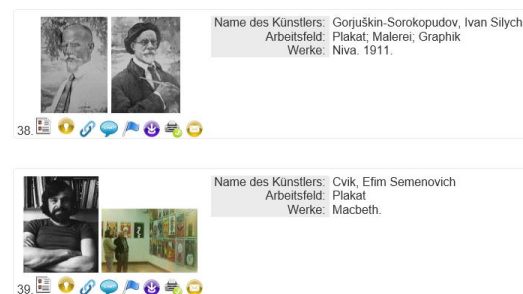 Name des Künstlers: Gorjuškin-Sorokopudov, Ivan Silych
Arbeitsfeld: Plakat; Malerei; Graphik
Werke: Niva. 1911.
38.
Name des Künstlers: Cvik, Efim Semenovich
Arbeitsfeld: Plakat
Werke: Macbeth.
39.